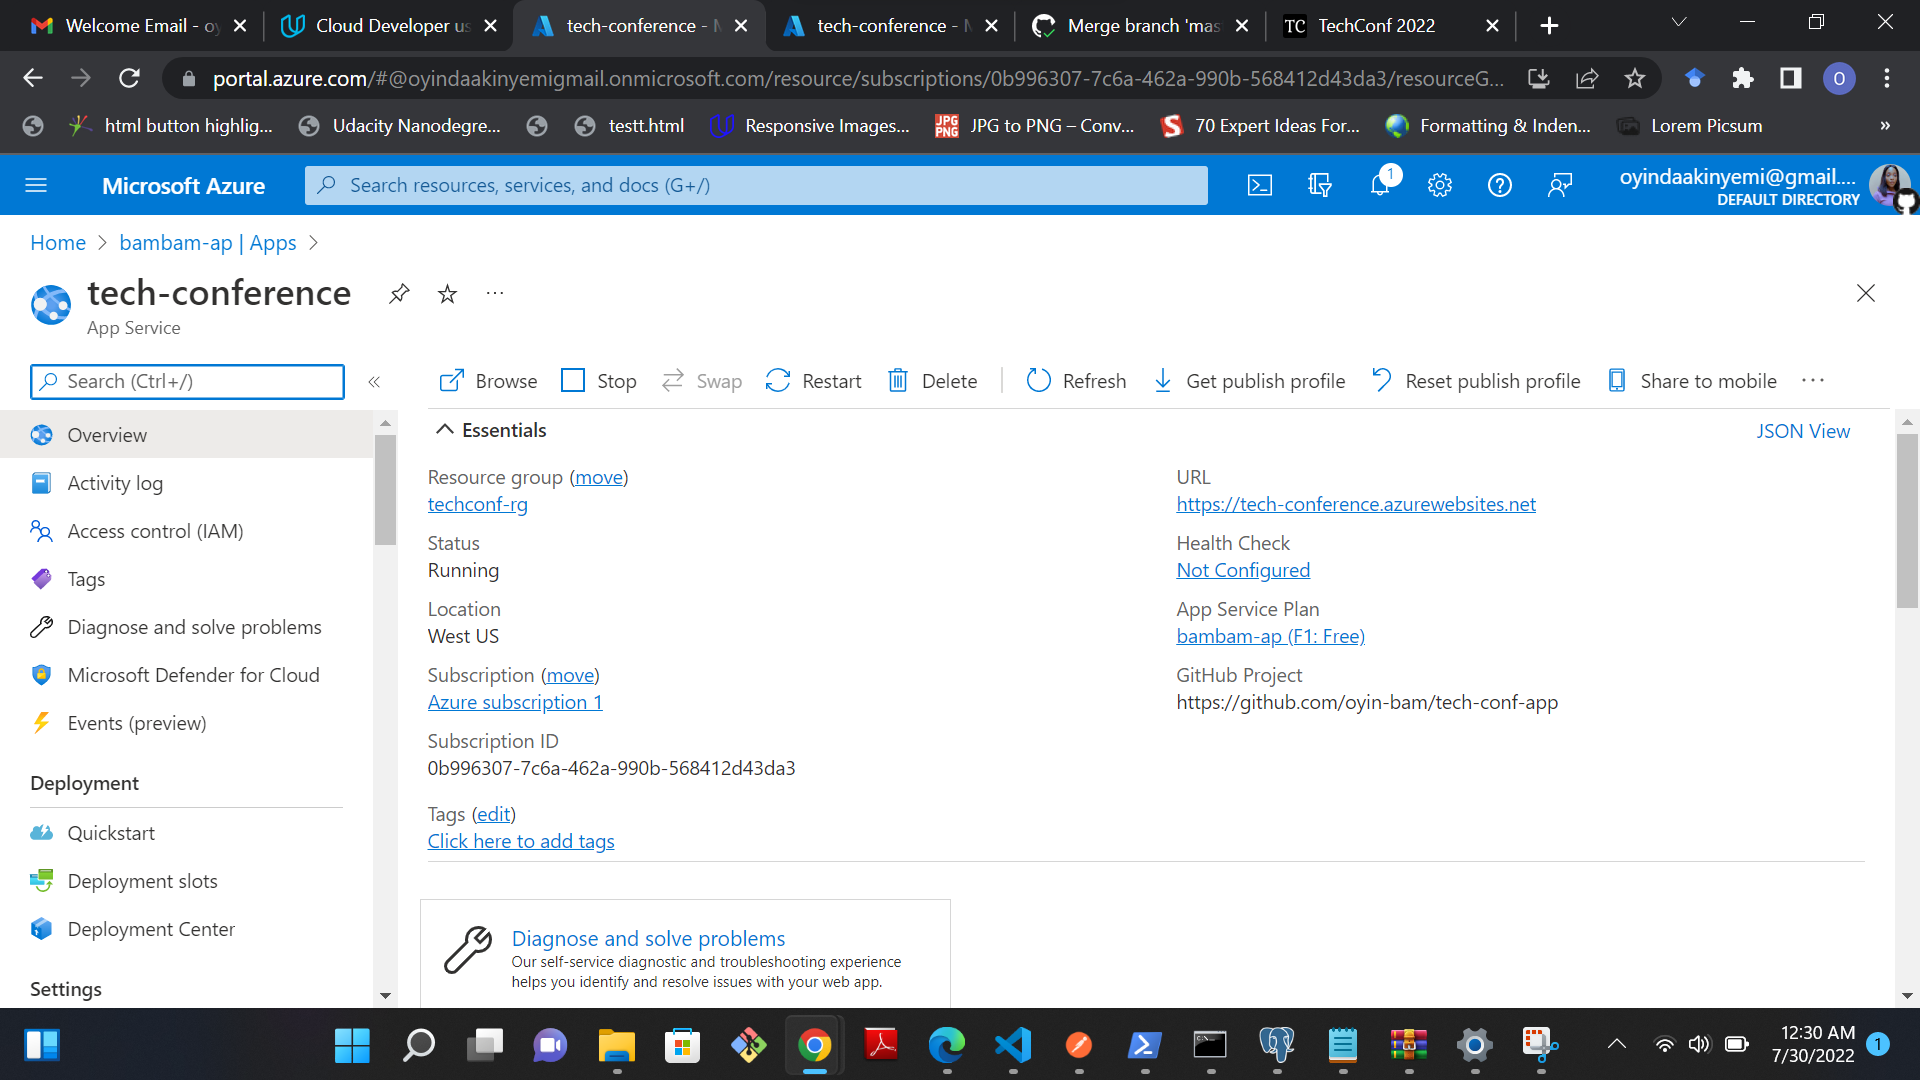 Welcome Email - oy
Cloud Developer us
tech-conference - M
tech-conference - M
Merge branch 'mas
TC TechConf 2022
portal.azure.com/#@oyindaakinyemigmail.onmicrosoft.com/resource/subscriptions/0b996307-7c6a-462a-990b-568412d43da3/resourceG...
O
html button highlig...
Udacity Nanodegre...
testt.html
Responsive Images...
JPG PNG JPG to PNG – Conv...
S 70 Expert Ideas For...
Formatting & Inden...
Lorem Picsum
»
Microsoft Azure
Search resources, services, and docs (G+/)
1
oyindaakinyemi@gmail....
DEFAULT DIRECTORY
Home > bambam-ap | Apps >
tech-conference
...
App Service
Search (Ctrl+/)
«
Browse
Stop
Swap
Restart
Delete
Refresh
Get publish profile
Reset publish profile
Share to mobile
...
Overview
Activity log
Access control (IAM)
Tags
Diagnose and solve problems
Microsoft Defender for Cloud
Events (preview)
Deployment
Quickstart
Deployment slots
Deployment Center
Settings
Essentials
JSON View
Resource group (move)
techconf-rg
Status
Running
Location
West US
Subscription (move)
Azure subscription 1
Subscription ID
0b996307-7c6a-462a-990b-568412d43da3
Tags (edit)
Click here to add tags
URL
https://tech-conference.azurewebsites.net
Health Check
Not Configured
App Service Plan
bambam-ap (F1: Free)
GitHub Project
https://github.com/oyin-bam/tech-conf-app
Diagnose and solve problems
Our self-service diagnostic and troubleshooting experience
helps you identify and resolve issues with your web app.
12:30 AM
7/30/2022
1